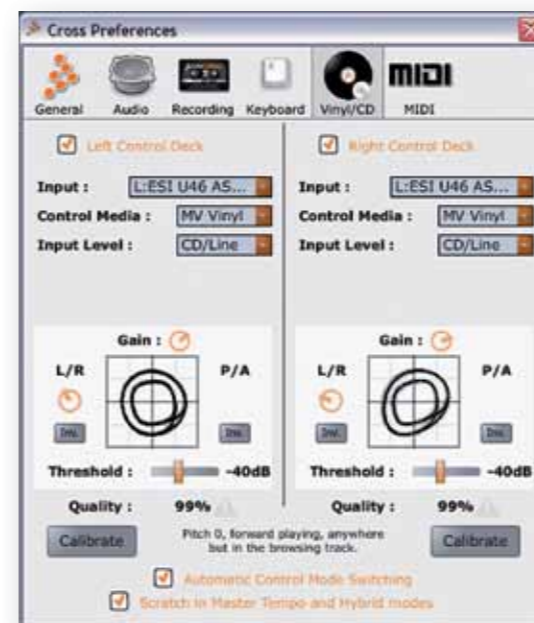 Cross Preferences
General Audio Recording Keyboard Vinyl/CD MIDI
MIDI
Left Control Deck
Input : L:ESI U46 AS...
Control Media : MV Vinyl
Input Level : CD/Line
Gain :
L/R P/A
Inv. Inv.
Threshold : -40dB
Quality : 99%
Calibrate
Right Control Deck
Input : L:ESI U46 AS...
Control Media : MV Vinyl
Input Level : CD/Line
Gain :
L/R P/A
Inv. Inv.
Threshold : -40dB
Quality : 99%
Calibrate
Pitch 0, forward playing, anywhere
but in the browsing track.
Automatic Control Mode Switching
Scratch in Master Tempo and Hybrid modes